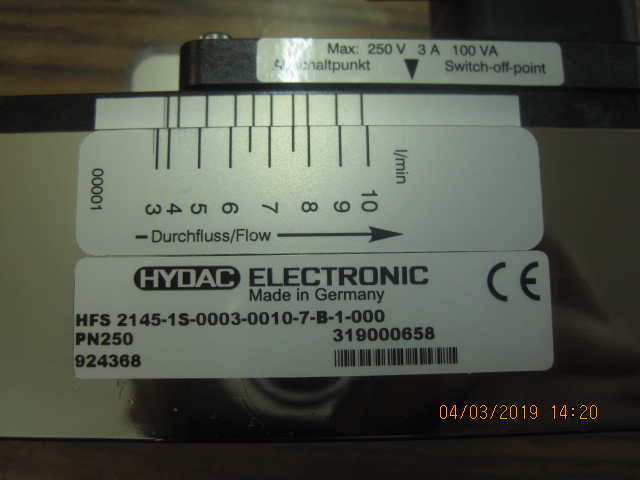 Max: 250 V 3 A 100 VA
Switch-off-point
l/min
00001
3 4 5 6 7 8 9 10
Durchfluss/Flow
HYDAC ELECTRONIC
Made in Germany
CE
HFS 2145-1S-0003-0010-7-B-1-000
PN250 319000658
924368
04/03/2019 14:20